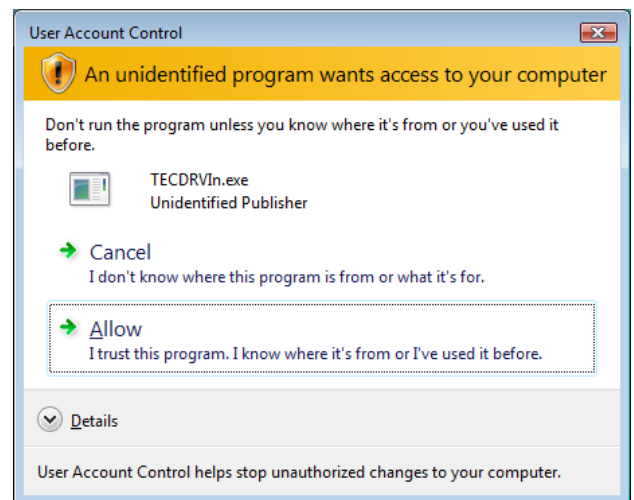 User Account Control
An unidentified program wants access to your computer
Don't run the program unless you know where it's from or you've used it
before.
TECDRVIn.exe
Unidentified Publisher
Cancel
I don't know where this program is from or what it's for.
Allow
I trust this program. I know where it's from or I've used it before.
Details
User Account Control helps stop unauthorized changes to your computer.